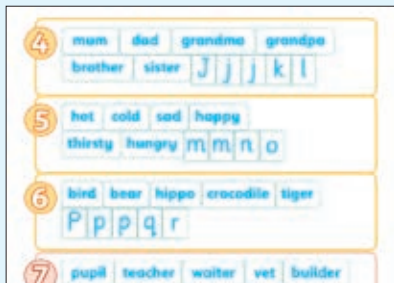 4 mum dad grandma grandpa
brother sister J j j k l
5 hot cold sad happy
thirsty hungry m m n o
6 bird bear hippo crocodile tiger
P p p q r
7 pupil teacher waiter vet builder